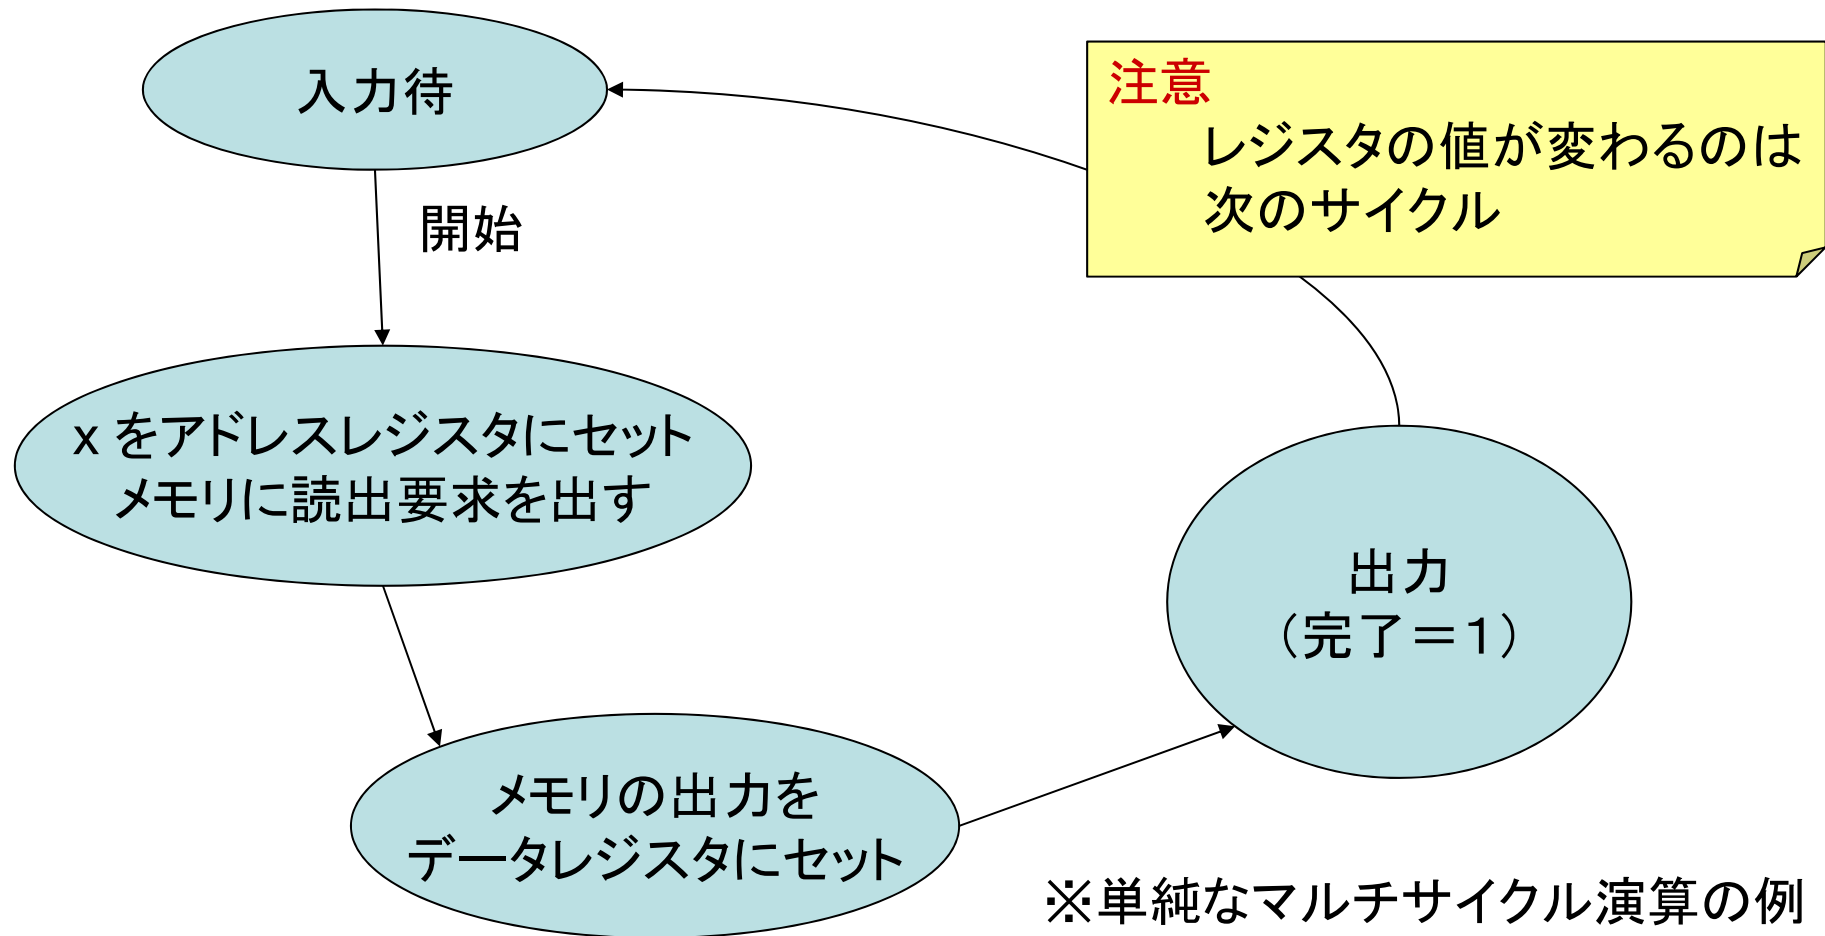 入力待
注意
レジスタの値が変わるのは
次のサイクル
開始
x をアドレスレジスタにセット
メモリに読出要求を出す
出力
（完了＝１）
メモリの出力を
データレジスタにセット
※単純なマルチサイクル演算の例